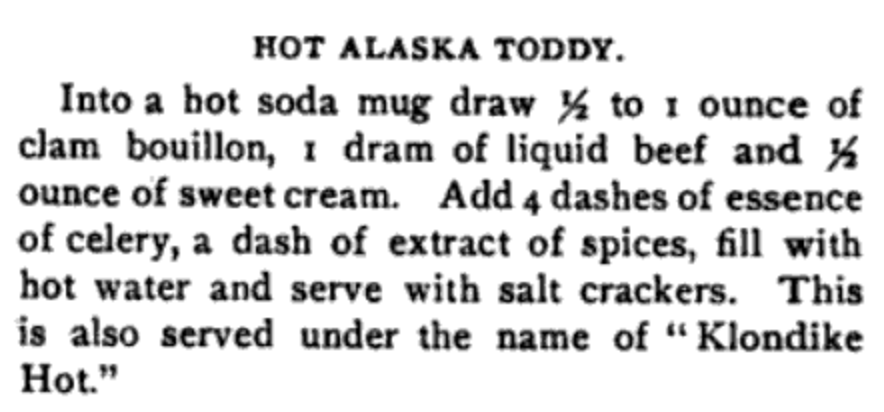 HOT ALASKA TODDY.
Into a hot soda mug draw ½ to 1 ounce of
clam bouillon, 1 dram of liquid beef and ½
ounce of sweet cream. Add 4 dashes of essence
of celery, a dash of extract of spices, fill with
hot water and serve with salt crackers. This
is also served under the name of “Klondike
Hot.”